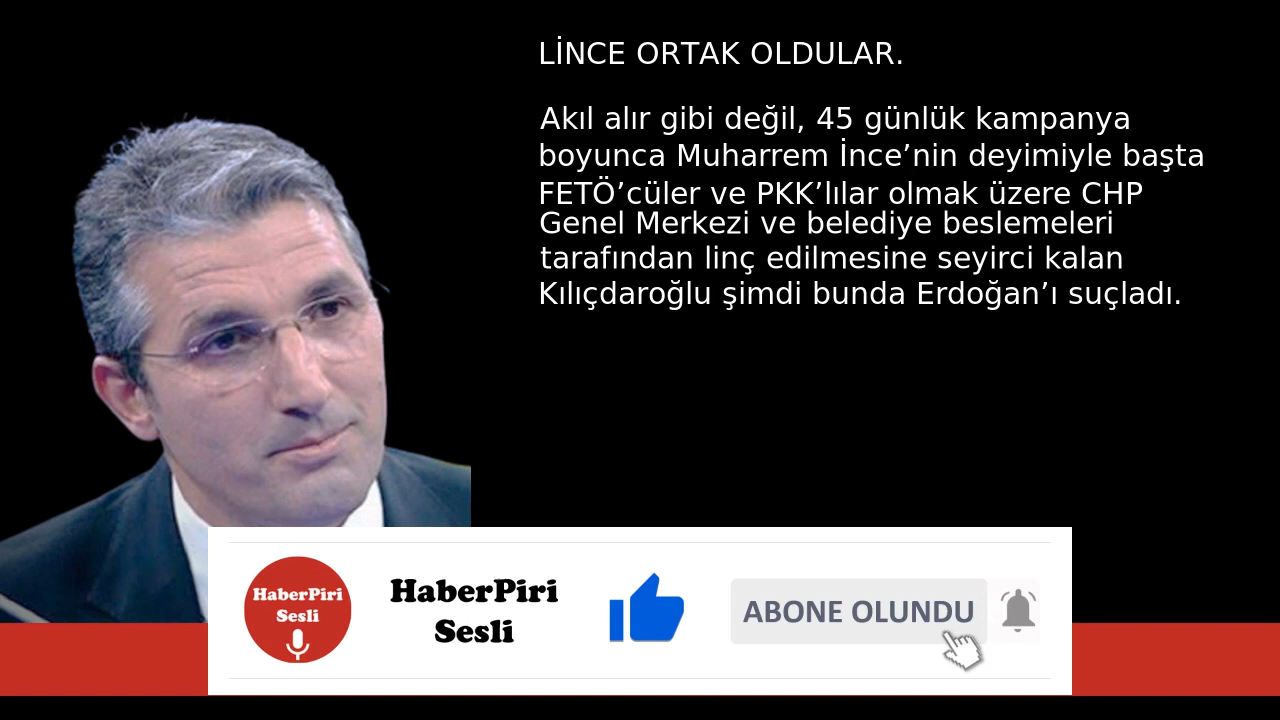 LİNCE ORTAK OLDULAR.
Akıl alır gibi değil, 45 günlük kampanya
boyunca Muharrem İnce’nin deyimiyle başta
FETÖ’cüler ve PKK’lılar olmak üzere CHP
Genel Merkezi ve belediye beslemeleri
tarafından linç edilmesine seyirci kalan
Kılıçdaroğlu şimdi bunda Erdoğan’ı suçladı.
HaberPiri
Sesli
HaberPiri
Sesli
ABONE OLUNDU